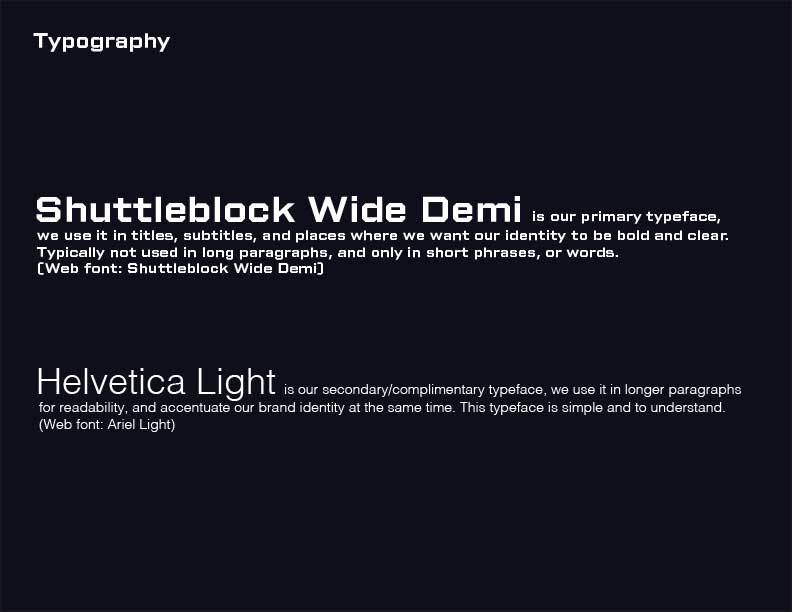 Typography
Shuttleblock Wide Demi is our primary typeface,
we use it in titles, subtitles, and places where we want our identity to be bold and clear.
Typically not used in long paragraphs, and only in short phrases, or words.
(Web font: Shuttleblock Wide Demi)
Helvetica Light is our secondary/complimentary typeface, we use it in longer paragraphs
for readability, and accentuate our brand identity at the same time. This typeface is simple and to understand.
(Web font: Ariel Light)